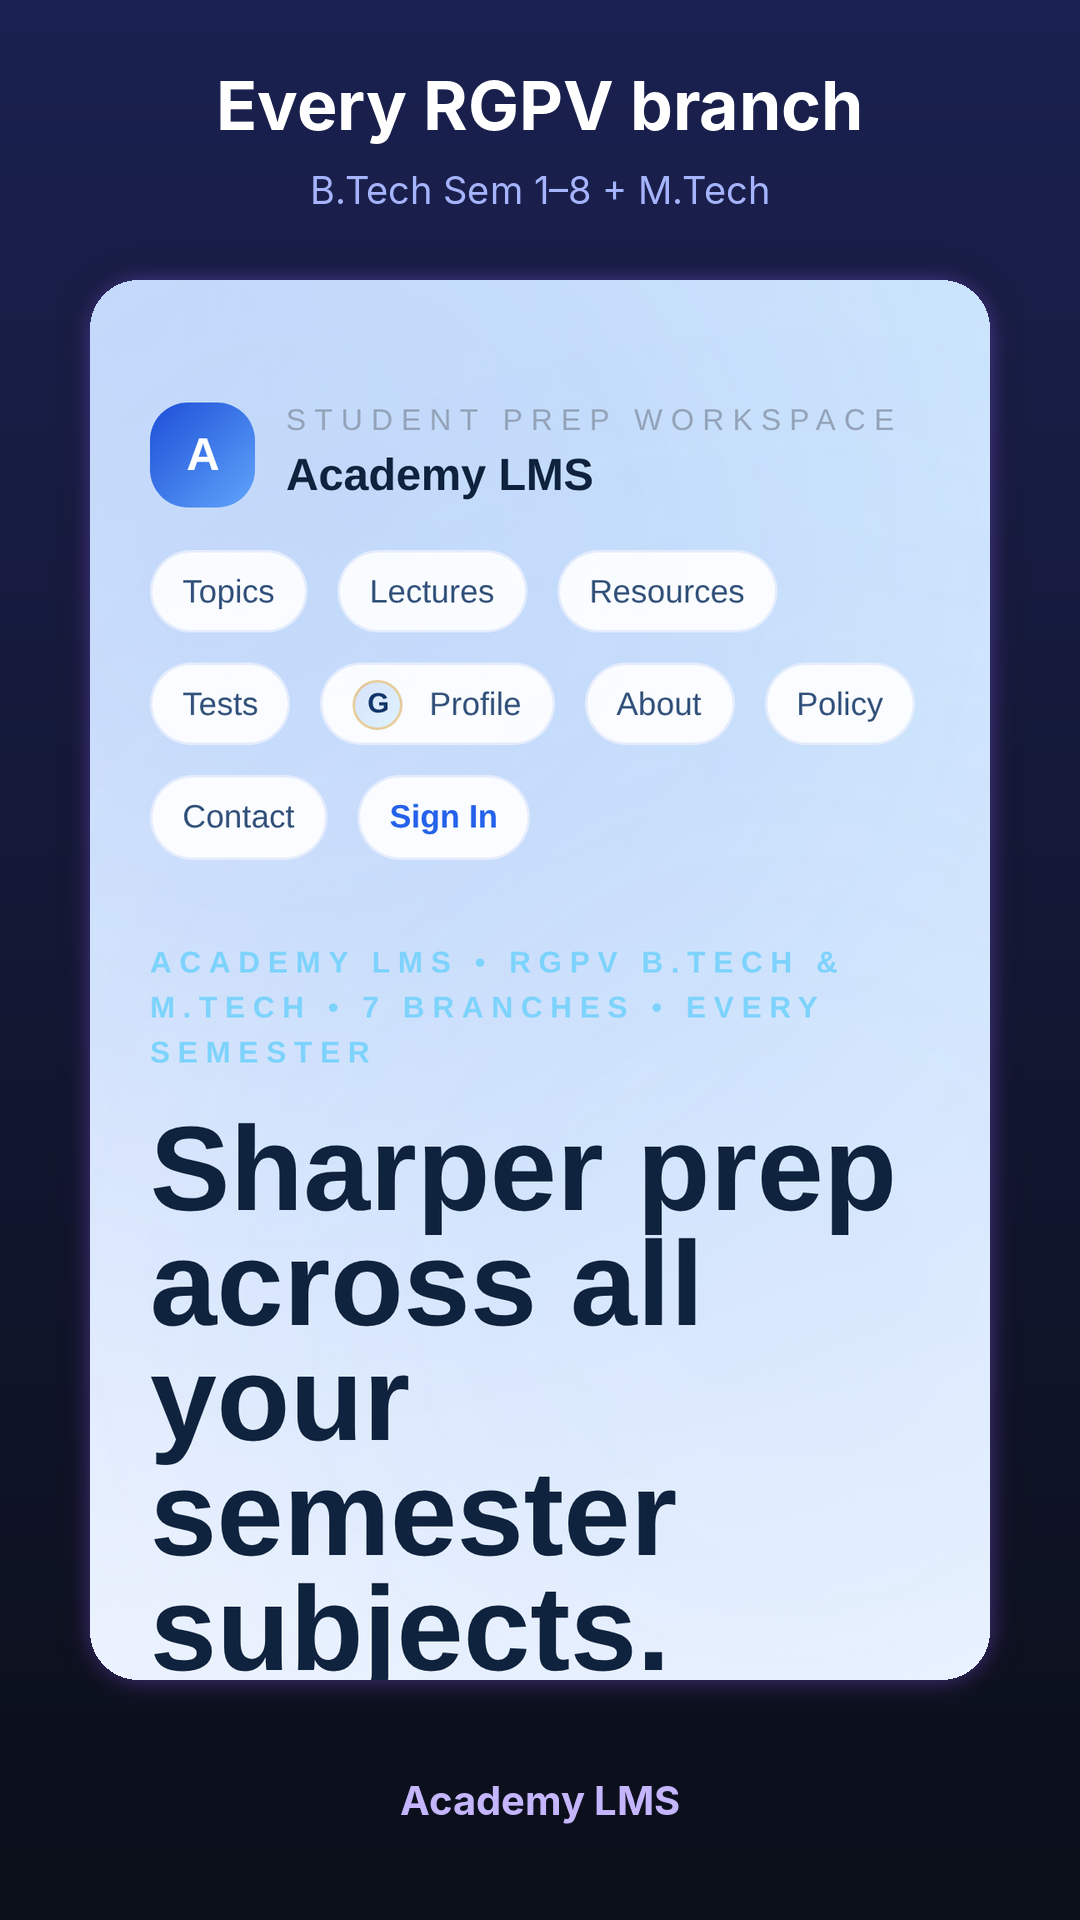 Every RGPV branch
B.Tech Sem 1–8 + M.Tech
STUDENT PREP WORKSPACE
A
Academy LMS
Topics Lectures Resources
Tests G Profile About Policy
Contact Sign In
ACADEMY LMS • RGPV B.TECH &
M.TECH • 7 BRANCHES • EVERY
SEMESTER
Sharper prep
across all
your
semester
subjects.
Academy LMS